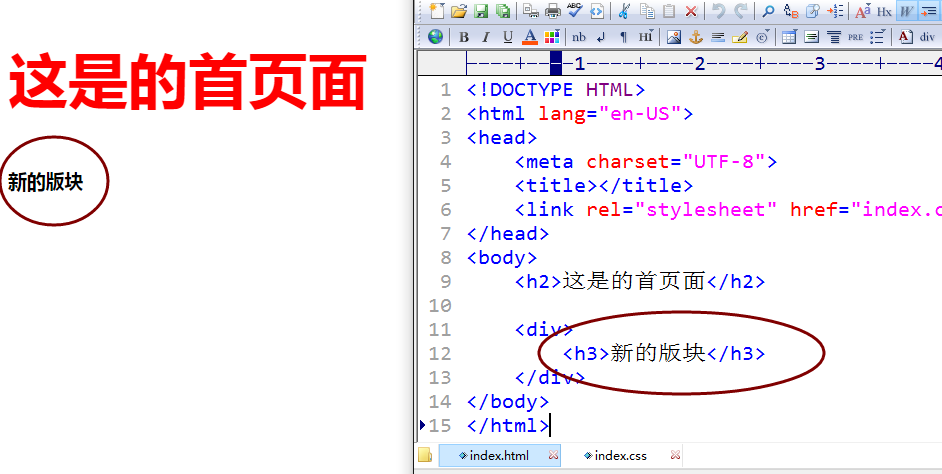 这是的首页面
新的版块
B I U A nb ¶ HI PRE A div
Hx W
1 2 3 4
1 <!DOCTYPE HTML>
2 <html lang="en-US">
3 <head>
4 <meta charset="UTF-8">
5 <title></title>
6 <link rel="stylesheet" href="index.c
7 </head>
8 <body>
9 <h2>这是的首页面</h2>
10
11 <div>
12 <h3>新的版块</h3>
13 </div>
14 </body>
15 </html>
index.html index.css